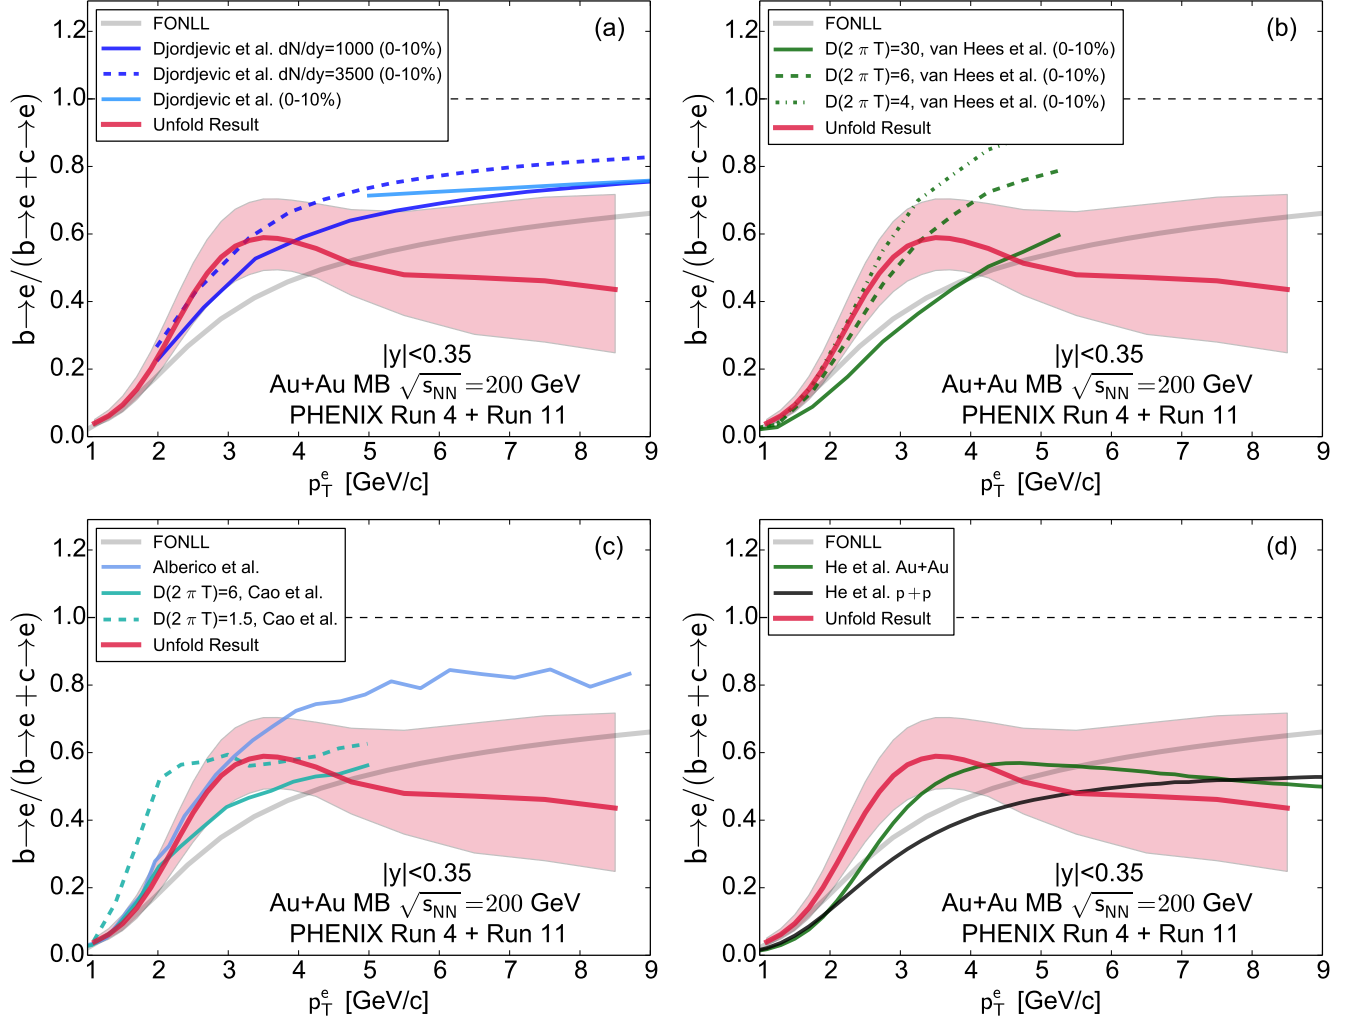 (a)
FONLL
Djordjevic et al. dN/dy=1000 (0-10%)
Djordjevic et al. dN/dy=3500 (0-10%)
Djordjevic et al. (0-10%)
Unfold Result
1.2
1.0
0.8
0.6
0.4
0.2
0.0
b→e/(b→e+c→e)
|y|<0.35
Au+Au MB √s_NN = 200 GeV
PHENIX Run 4 + Run 11
1 2 3 4 5 6 7 8 9
p_T^e [GeV/c]
(b)
FONLL
D(2 π T)=30, van Hees et al. (0-10%)
D(2 π T)=6, van Hees et al. (0-10%)
D(2 π T)=4, van Hees et al. (0-10%)
Unfold Result
1.2
1.0
0.8
0.6
0.4
0.2
0.0
b→e/(b→e+c→e)
|y|<0.35
Au+Au MB √s_NN = 200 GeV
PHENIX Run 4 + Run 11
1 2 3 4 5 6 7 8 9
p_T^e [GeV/c]
(c)
FONLL
Alberico et al.
D(2 π T)=6, Cao et al.
D(2 π T)=1.5, Cao et al.
Unfold Result
1.2
1.0
0.8
0.6
0.4
0.2
0.0
b→e/(b→e+c→e)
|y|<0.35
Au+Au MB √s_NN = 200 GeV
PHENIX Run 4 + Run 11
1 2 3 4 5 6 7 8 9
p_T^e [GeV/c]
(d)
FONLL
He et al. Au+Au
He et al. p+p
Unfold Result
1.2
1.0
0.8
0.6
0.4
0.2
0.0
b→e/(b→e+c→e)
|y|<0.35
Au+Au MB √s_NN = 200 GeV
PHENIX Run 4 + Run 11
1 2 3 4 5 6 7 8 9
p_T^e [GeV/c]